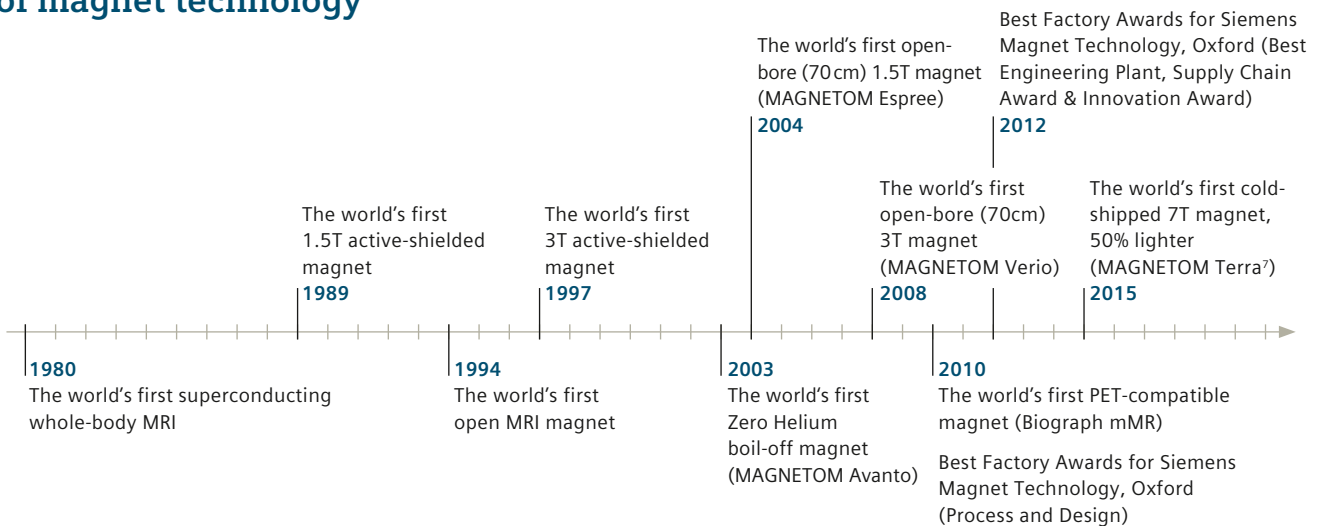 of magnet technology
The world's first open-
bore (70 cm) 1.5T magnet
(MAGNETOM Espree)
2004
Best Factory Awards for Siemens
Magnet Technology, Oxford (Best
Engineering Plant, Supply Chain
Award & Innovation Award)
2012
The world's first
1.5T active-shielded
magnet
1989
The world's first
3T active-shielded
magnet
1997
The world's first
open-bore (70cm)
3T magnet
(MAGNETOM Verio)
2008
The world's first cold-
shipped 7T magnet,
50% lighter
(MAGNETOM Terra⁷)
2015
1980
The world's first superconducting
whole-body MRI
1994
The world's first
open MRI magnet
2003
The world's first
Zero Helium
boil-off magnet
(MAGNETOM Avanto)
2010
The world's first PET-compatible
magnet (Biograph mMR)
Best Factory Awards for Siemens
Magnet Technology, Oxford
(Process and Design)